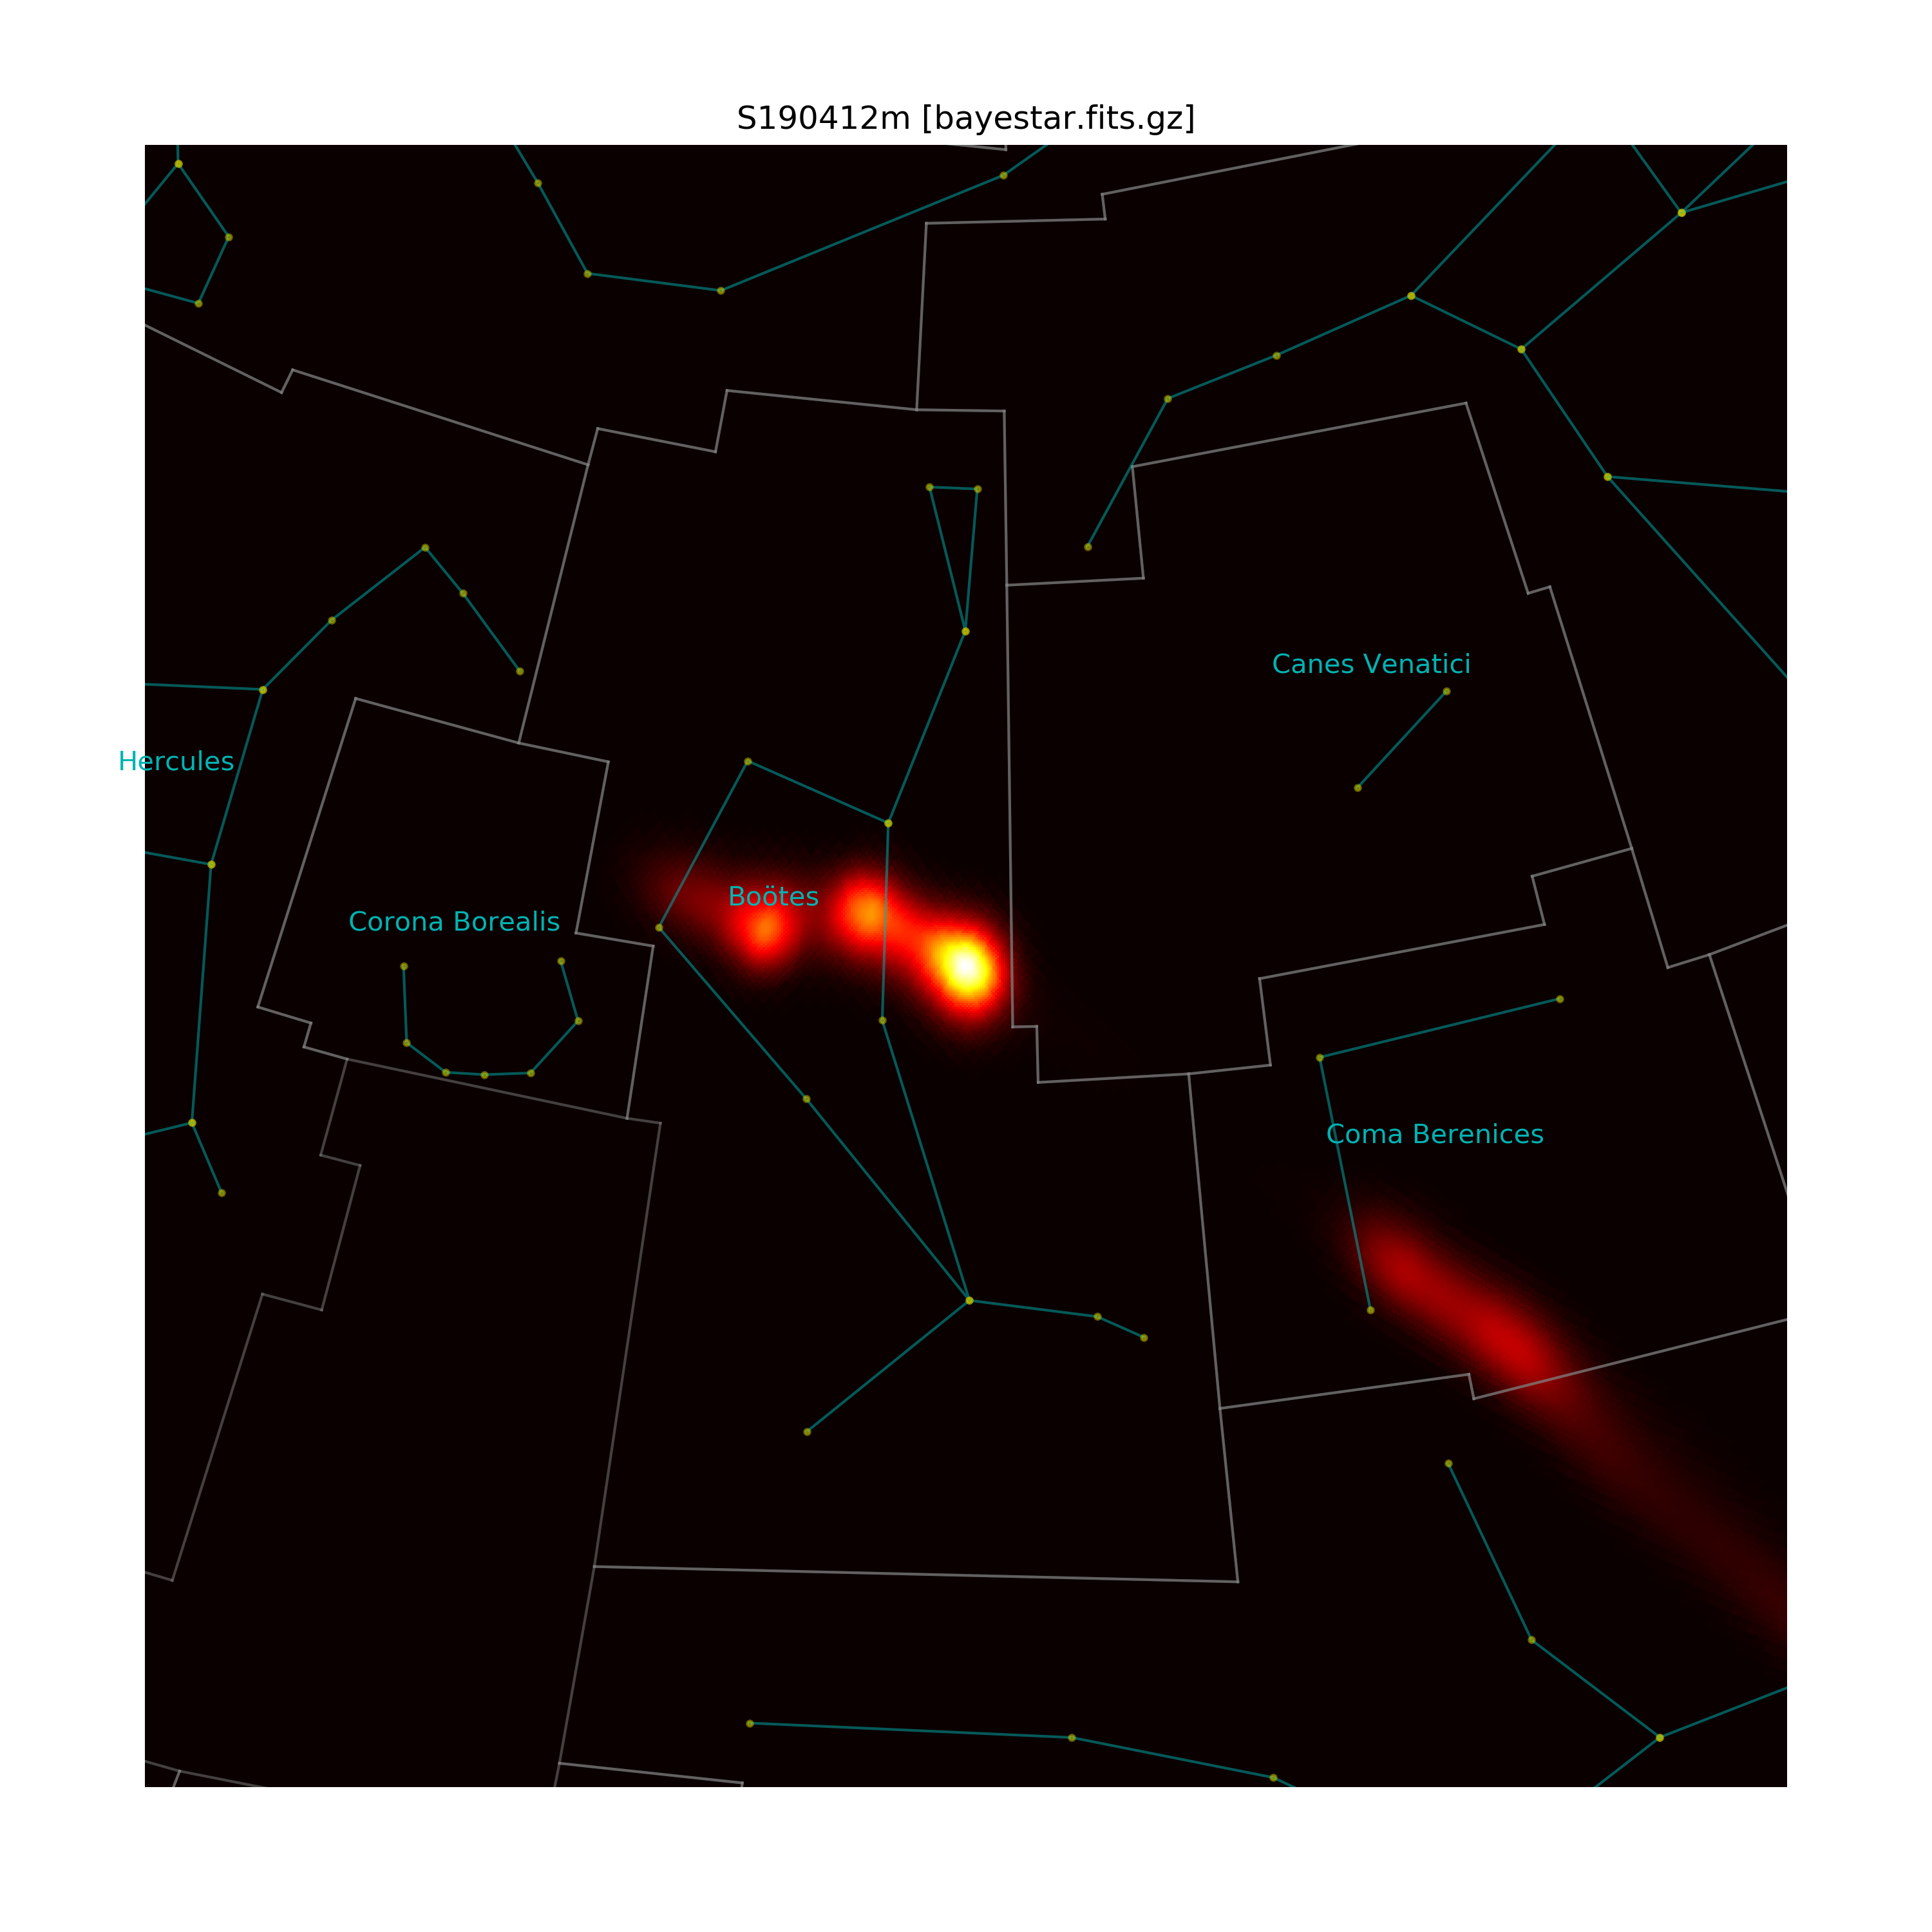 S190412m [bayestar.fits.gz]
Canes Venatici
Hercules
Boötes
Corona Borealis
Coma Berenices